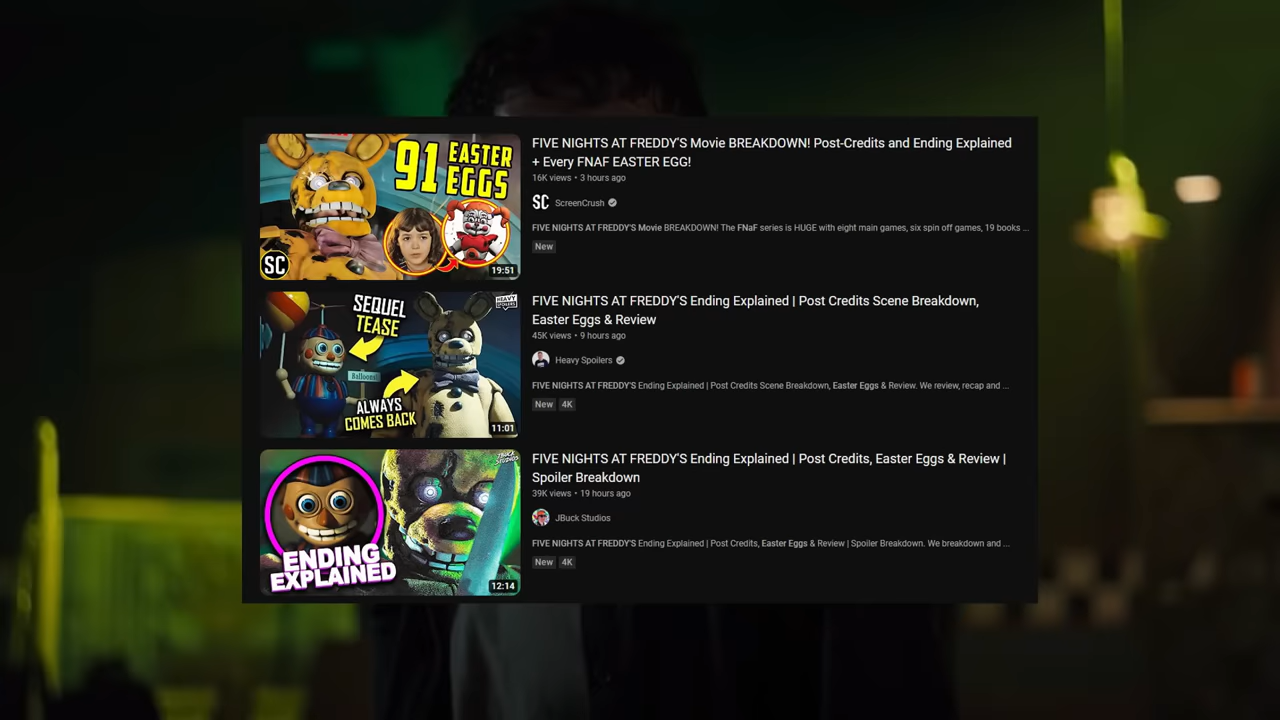 91 EASTER
EGGS
SC
19:51
FIVE NIGHTS AT FREDDY'S Movie BREAKDOWN! Post-Credits and Ending Explained
+ Every FNAF EASTER EGG!
16K views • 3 hours ago
SC ScreenCrush
FIVE NIGHTS AT FREDDY'S Movie BREAKDOWN! The FNaF series is HUGE with eight main games, six spin off games, 19 books ...
New
SEQUEL
TEASE
HEAVY
SPOILERS
Balloons!
ALWAYS
COMES BACK
11:01
FIVE NIGHTS AT FREDDY'S Ending Explained | Post Credits Scene Breakdown,
Easter Eggs & Review
45K views • 9 hours ago
Heavy Spoilers
FIVE NIGHTS AT FREDDY'S Ending Explained | Post Credits Scene Breakdown, Easter Eggs & Review. We review, recap and ...
New 4K
JBUCK
STUDIOS
ENDING
EXPLAINED
12:14
FIVE NIGHTS AT FREDDY'S Ending Explained | Post Credits, Easter Eggs & Review |
Spoiler Breakdown
39K views • 19 hours ago
JBuck Studios
FIVE NIGHTS AT FREDDY'S Ending Explained | Post Credits, Easter Eggs & Review | Spoiler Breakdown. We breakdown and ...
New 4K